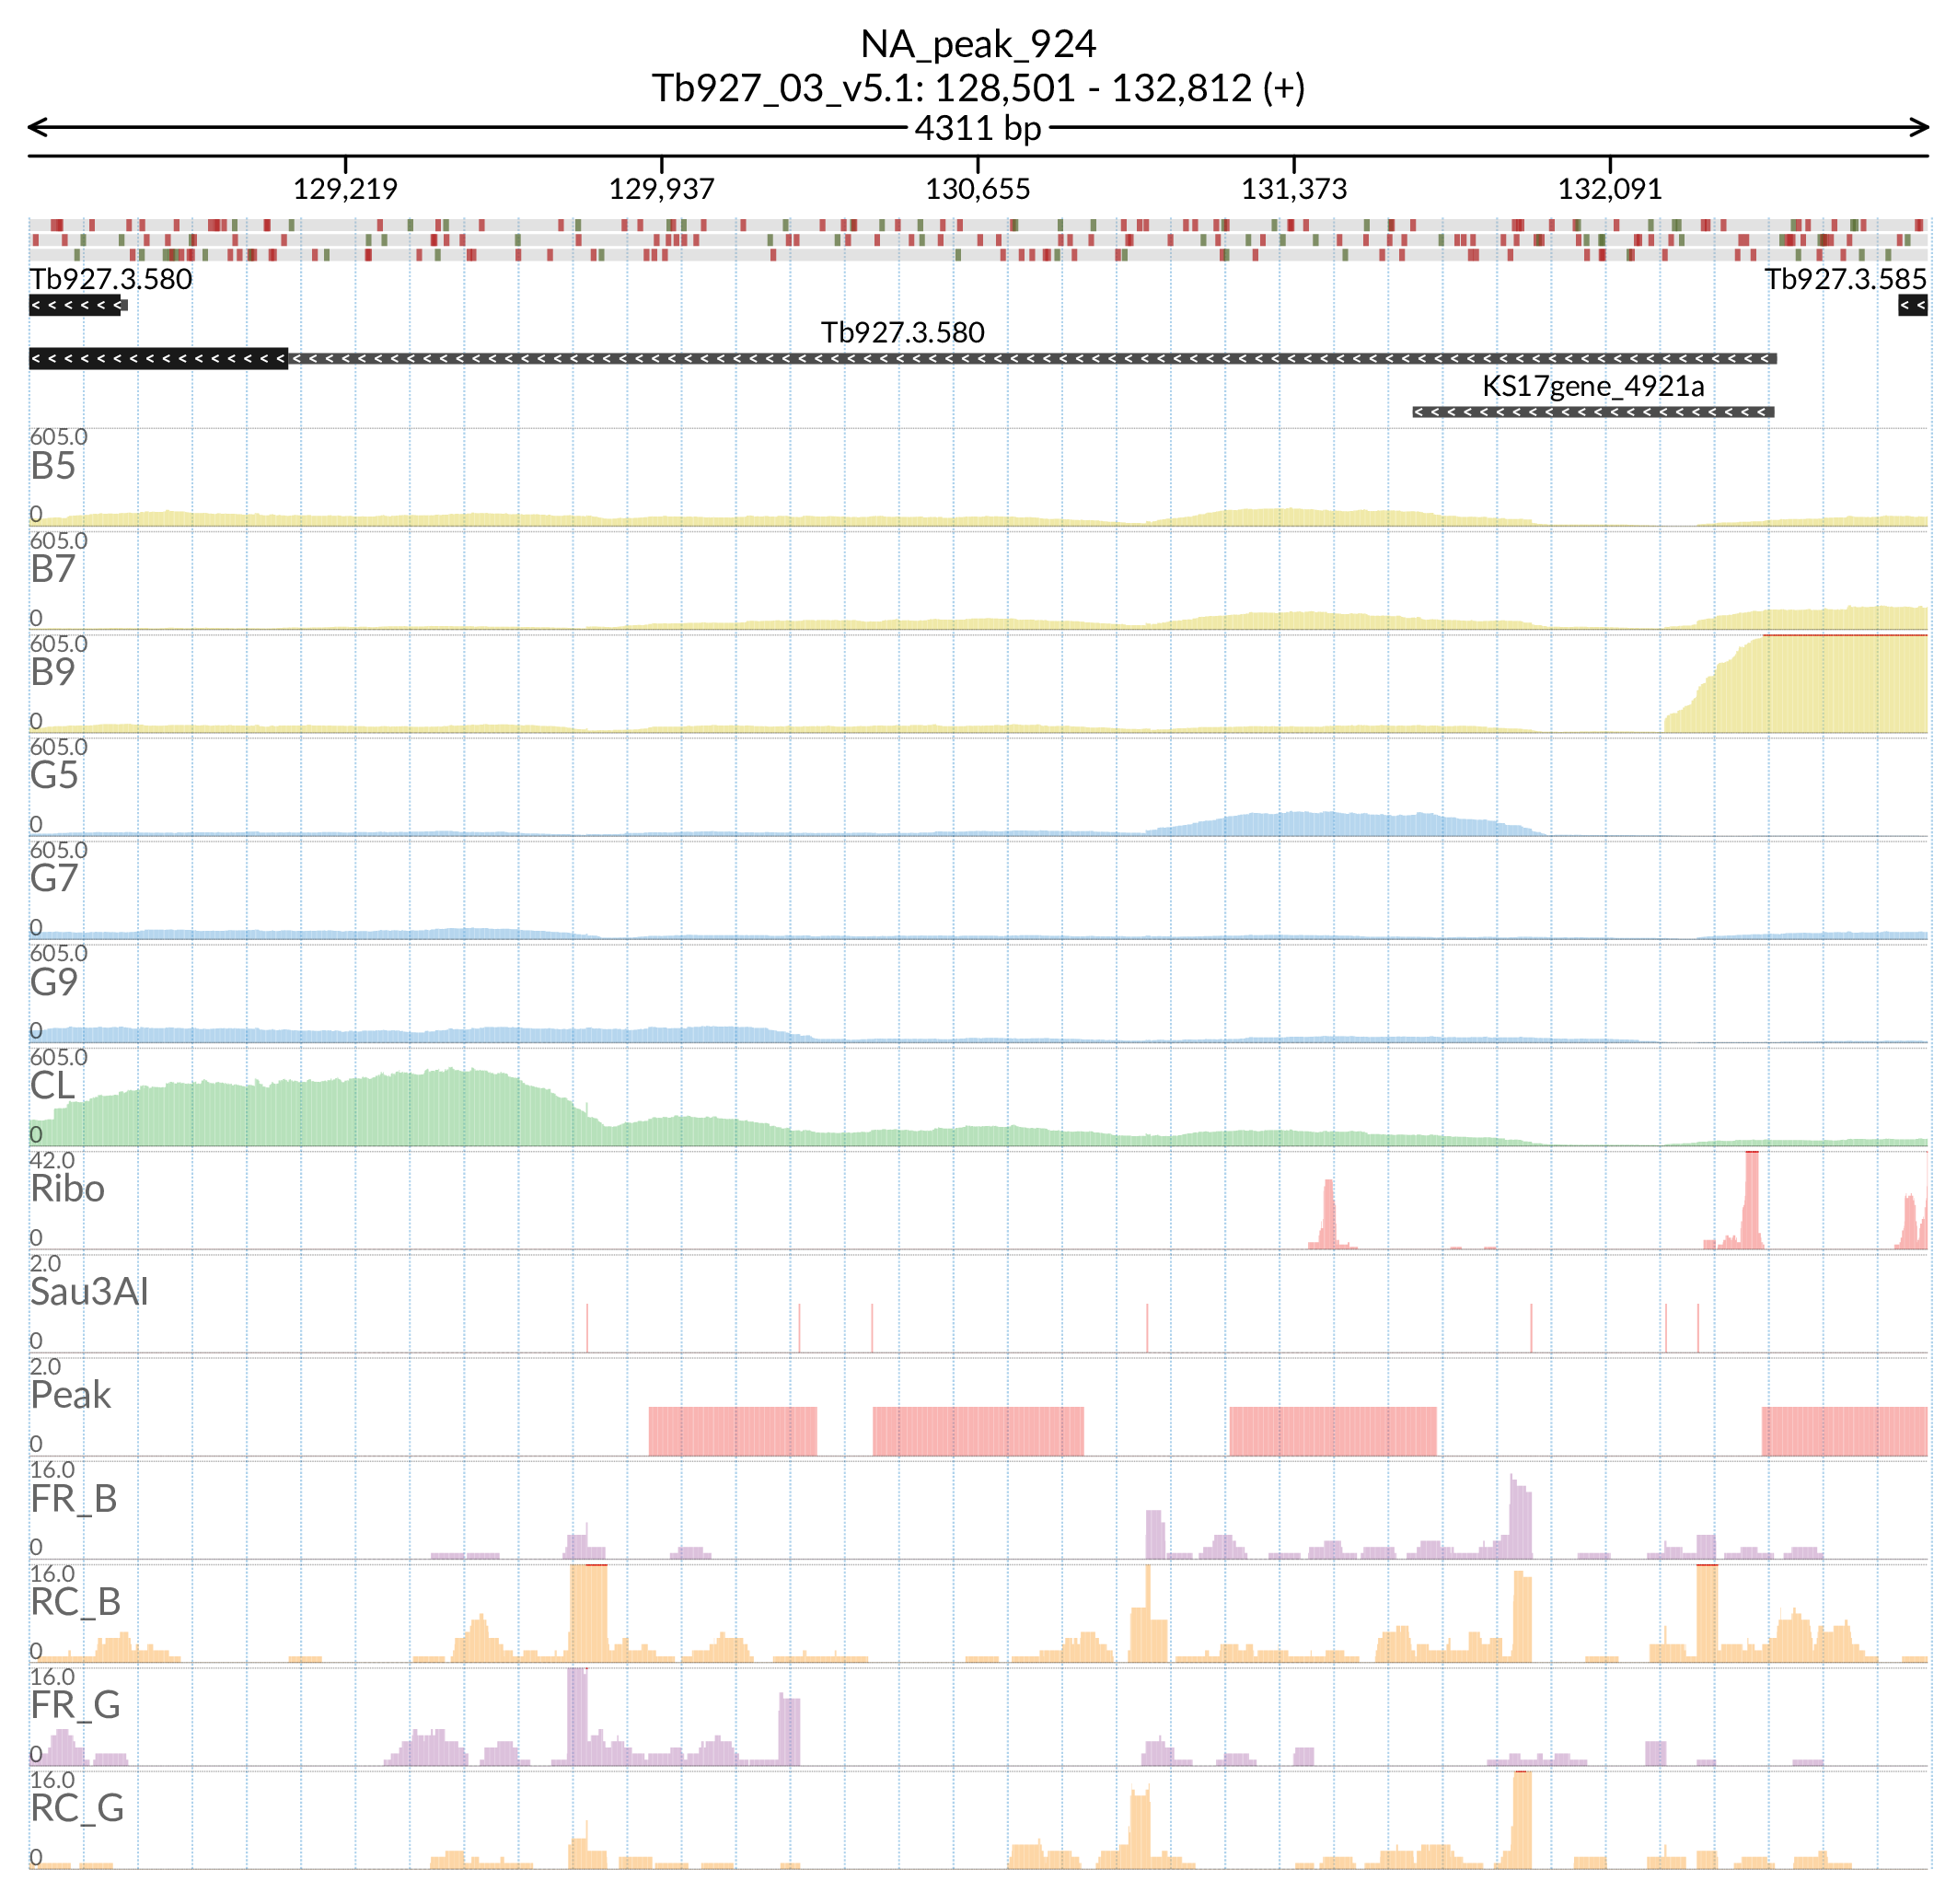 NA_peak_924
Tb927_03_v5.1: 128,501 - 132,812 (+)
4311 bp
129,219 129,937 130,655 131,373 132,091
Tb927.3.580 Tb927.3.585
Tb927.3.580
KS17gene_4921a
605.0
B5
0
605.0
B7
0
605.0
B9
0
605.0
G5
0
605.0
G7
0
605.0
G9
0
605.0
CL
0
42.0
Ribo
0
2.0
Sau3AI
0
2.0
Peak
0
16.0
FR_B
0
16.0
RC_B
0
16.0
FR_G
0
16.0
RC_G
0